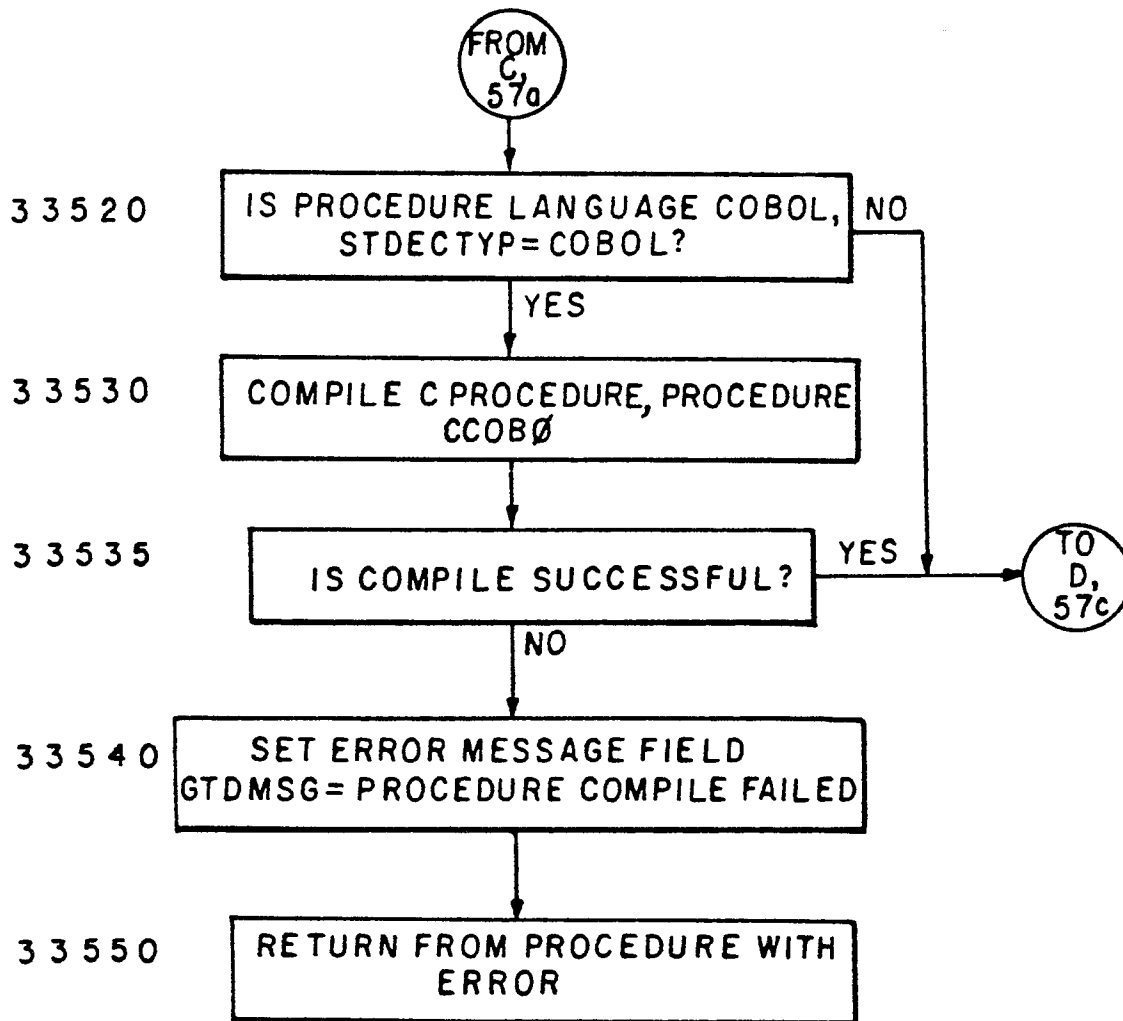 FROM
C,
57a
33520
IS PROCEDURE LANGUAGE COBOL,
STDECTYP=COBOL?
NO
YES
33530
COMPILE C PROCEDURE, PROCEDURE
CCOBØ
33535
IS COMPILE SUCCESSFUL?
YES
TO
D,
57c
NO
33540
SET ERROR MESSAGE FIELD
GTDMSG=PROCEDURE COMPILE FAILED
33550
RETURN FROM PROCEDURE WITH
ERROR